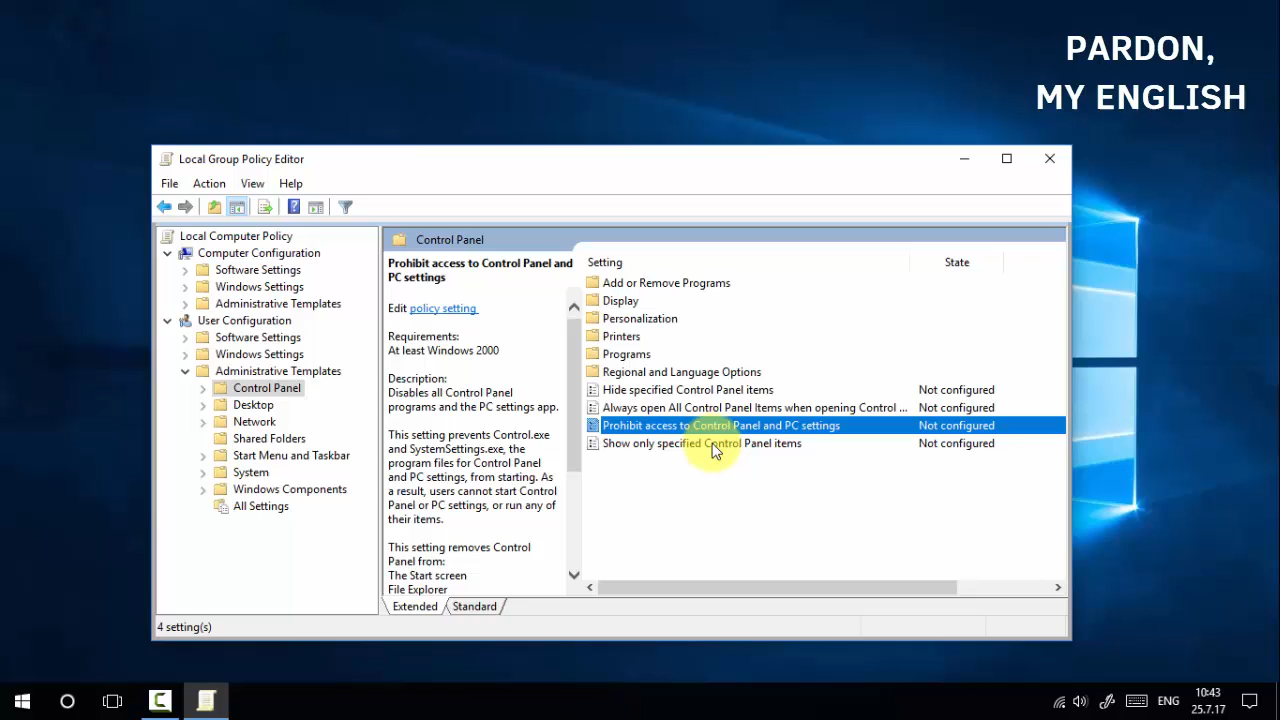 PARDON,
MY ENGLISH
Local Group Policy Editor
File Action View Help
Local Computer Policy
Computer Configuration
Software Settings
Windows Settings
Administrative Templates
User Configuration
Software Settings
Windows Settings
Administrative Templates
Control Panel
Desktop
Network
Shared Folders
Start Menu and Taskbar
System
Windows Components
All Settings
Control Panel
Prohibit access to Control Panel and
PC settings
Edit policy setting
Requirements:
At least Windows 2000
Description:
Disables all Control Panel
programs and the PC settings app.
This setting prevents Control.exe
and SystemSettings.exe, the
program files for Control Panel
and PC settings, from starting. As
a result, users cannot start Control
Panel or PC settings, or run any of
their items.
This setting removes Control
Panel from:
The Start screen
File Explorer
Setting State
Add or Remove Programs
Display
Personalization
Printers
Programs
Regional and Language Options
Hide specified Control Panel items Not configured
Always open All Control Panel Items when opening Control ... Not configured
Prohibit access to Control Panel and PC settings Not configured
Show only specified Control Panel items Not configured
Extended Standard
4 setting(s)
ENG
10:43
25.7.17